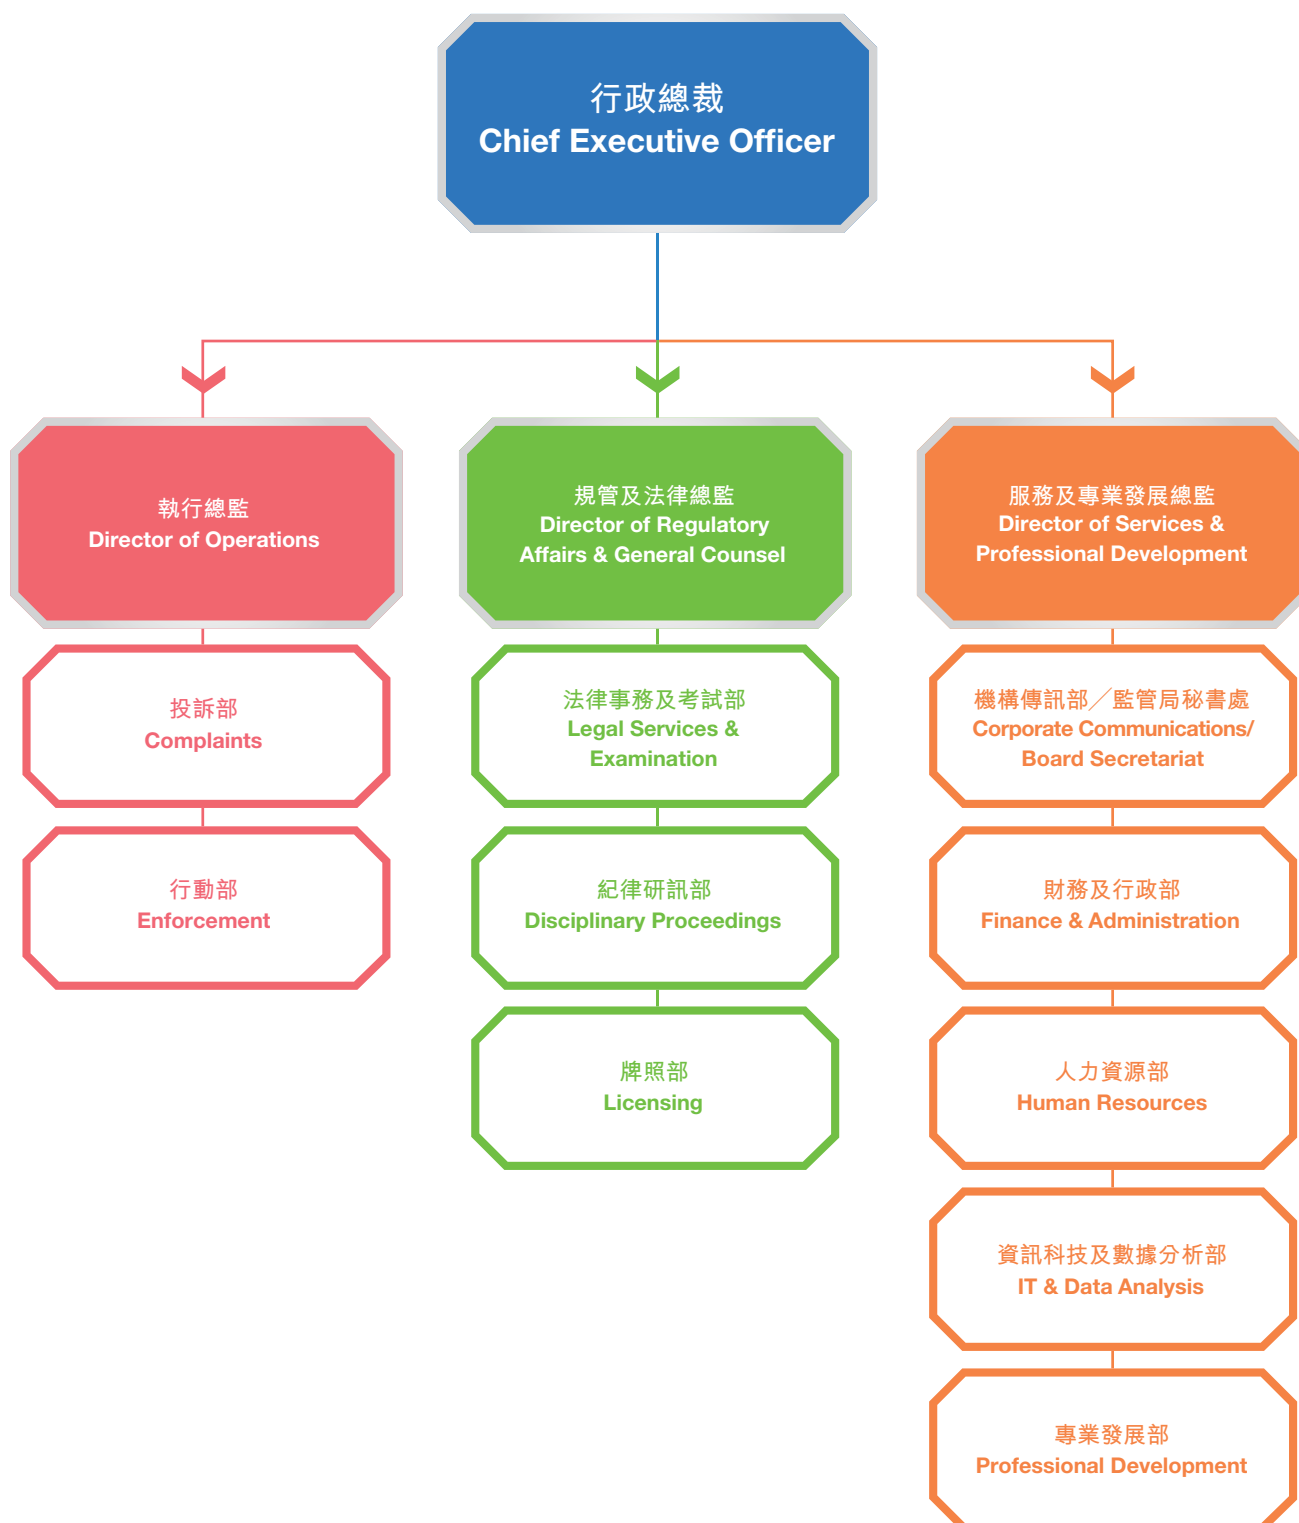 行政總裁
Chief Executive Officer
執行總監
Director of Operations
投訴部
Complaints
行動部
Enforcement
規管及法律總監
Director of Regulatory
Affairs & General Counsel
法律事務及考試部
Legal Services &
Examination
紀律研訊部
Disciplinary Proceedings
牌照部
Licensing
服務及專業發展總監
Director of Services &
Professional Development
機構傳訊部╱監管局秘書處
Corporate Communications/
Board Secretariat
財務及行政部
Finance & Administration
人力資源部
Human Resources
資訊科技及數據分析部
IT & Data Analysis
專業發展部
Professional Development